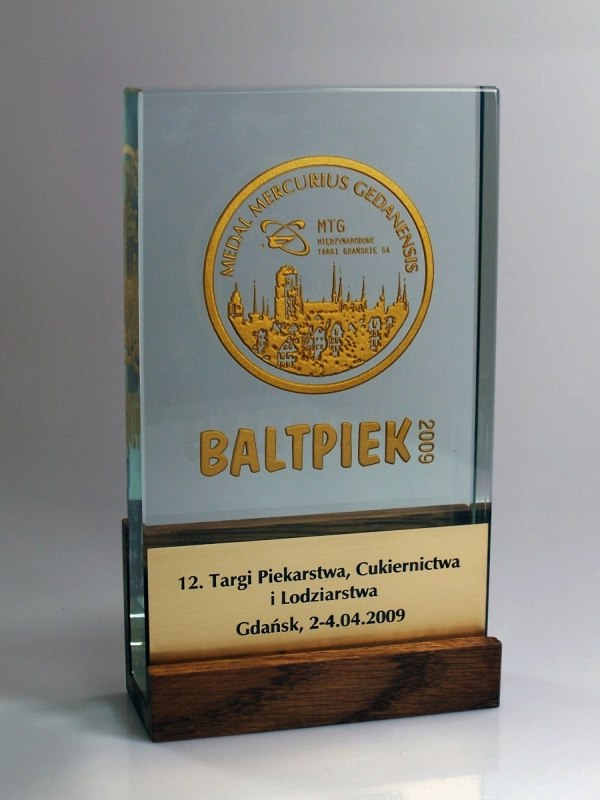 MEDAL MERCURIUS GEDANENSIS
MTG
MIĘDZYNARODOWE
TARGI GDAŃSKIE SA
BALTPIEK 2009
12. Targi Piekarstwa, Cukiernictwa
i Lodziarstwa
Gdańsk, 2-4.04.2009